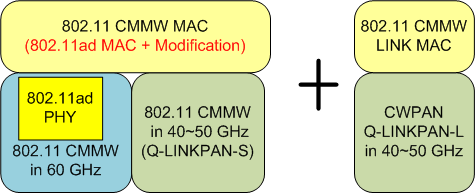 802.11 CMMW MAC
(802.11ad MAC + Modification)
802.11ad
PHY
802.11 CMMW
in 60 GHz
802.11 CMMW
in 40~50 GHz
(Q-LINKPAN-S)
+
802.11 CMMW
LINK MAC
CWPAN
Q-LINKPAN-L
in 40~50 GHz